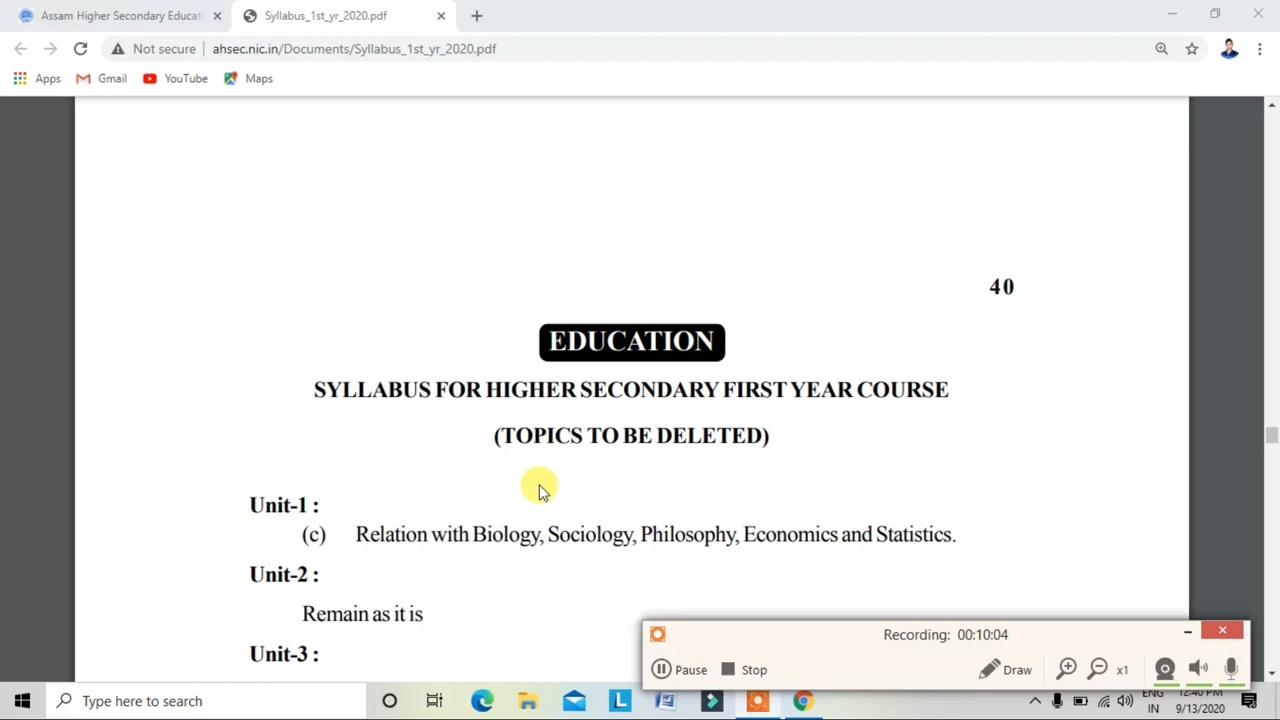 Assam Higher Secondary Educat
Syllabus_1st_yr_2020.pdf
Not secure
ahsec.nic.in/Documents/Syllabus_1st_yr_2020.pdf
Apps
Gmail
YouTube
Maps
40
EDUCATION
SYLLABUS FOR HIGHER SECONDARY FIRST YEAR COURSE
(TOPICS TO BE DELETED)
Unit-1 :
(c) Relation with Biology, Sociology, Philosophy, Economics and Statistics.
Unit-2 :
Remain as it is
Unit-3 :
Recording: 00:10:04
Pause
Stop
Draw
x1
Type here to search
L
ENG
IN
12:40 PM
9/13/2020